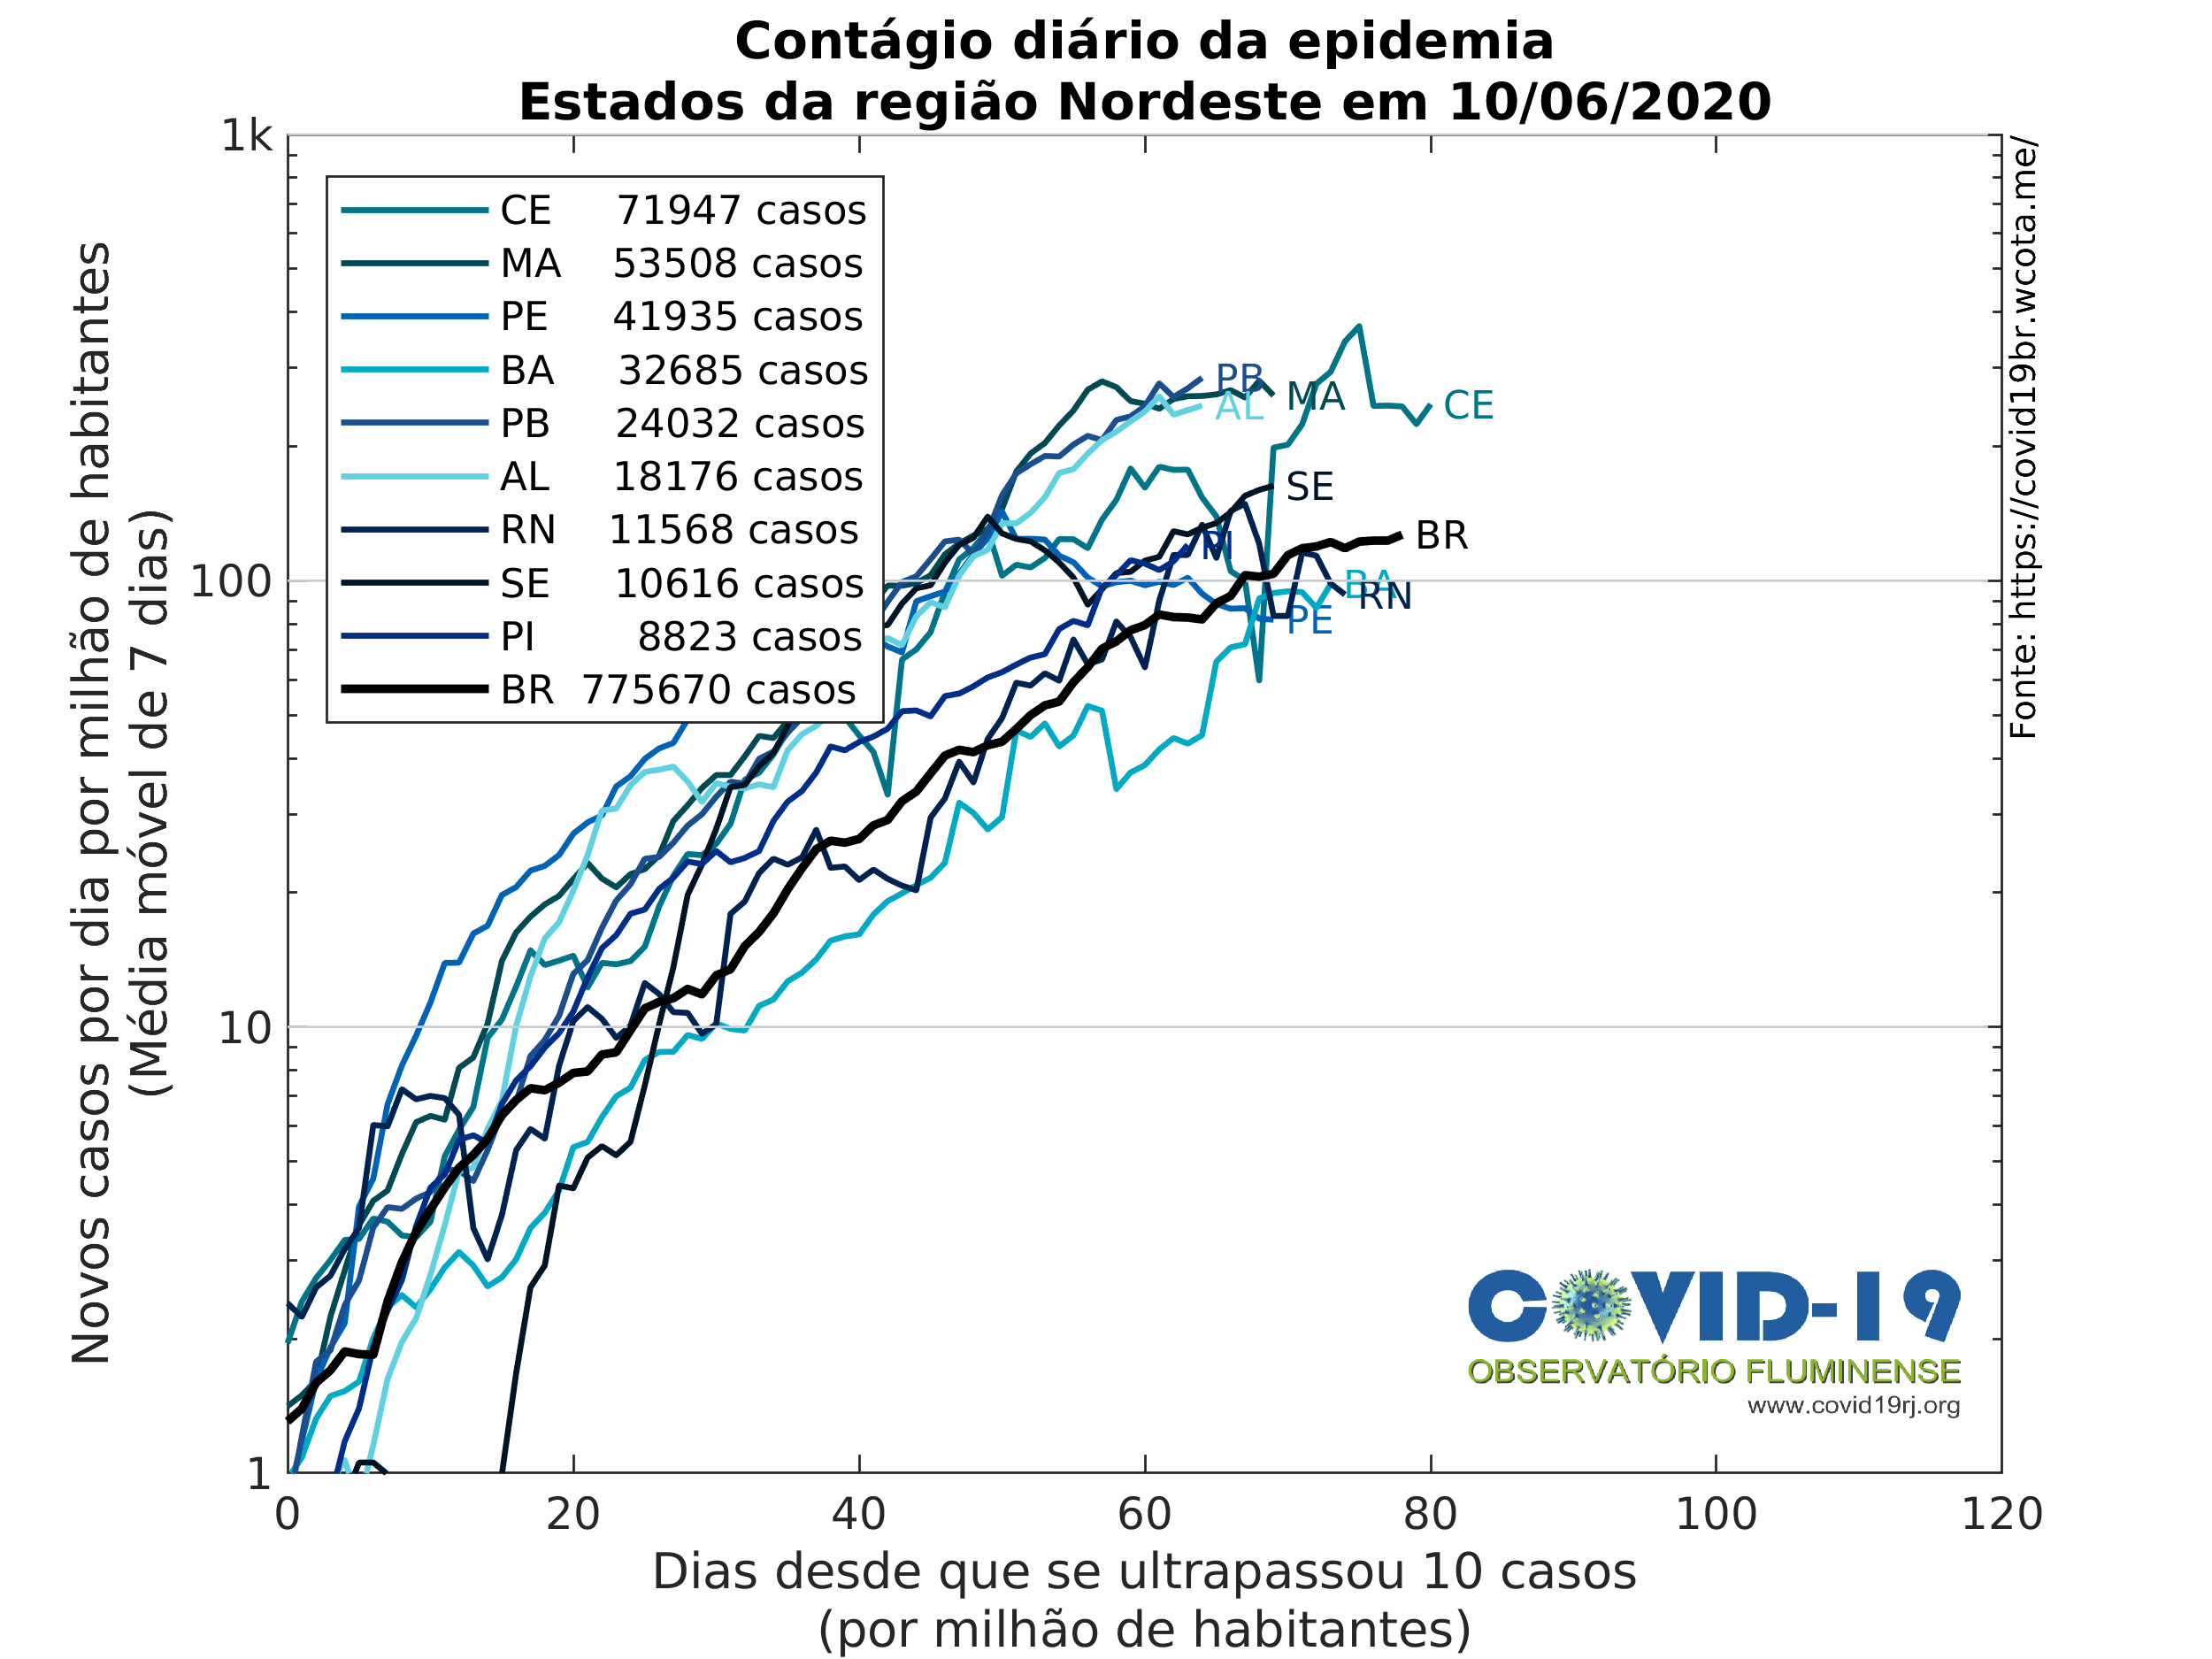 Contágio diário da epidemia
Estados da região Nordeste em 10/06/2020
Novos casos por dia por milhão de habitantes
(Média móvel de 7 dias)
1k
100
10
1
CE 71947 casos
MA 53508 casos
PE 41935 casos
BA 32685 casos
PB 24032 casos
AL 18176 casos
RN 11568 casos
SE 10616 casos
PI 8823 casos
BR 775670 casos
PB
MA
AL
CE
SE
PI
BR
BA
RN
PE
Fonte: https://covid19br.wcota.me/
COVID-19
OBSERVATÓRIO FLUMINENSE
www.covid19rj.org
0 20 40 60 80 100 120
Dias desde que se ultrapassou 10 casos
(por milhão de habitantes)